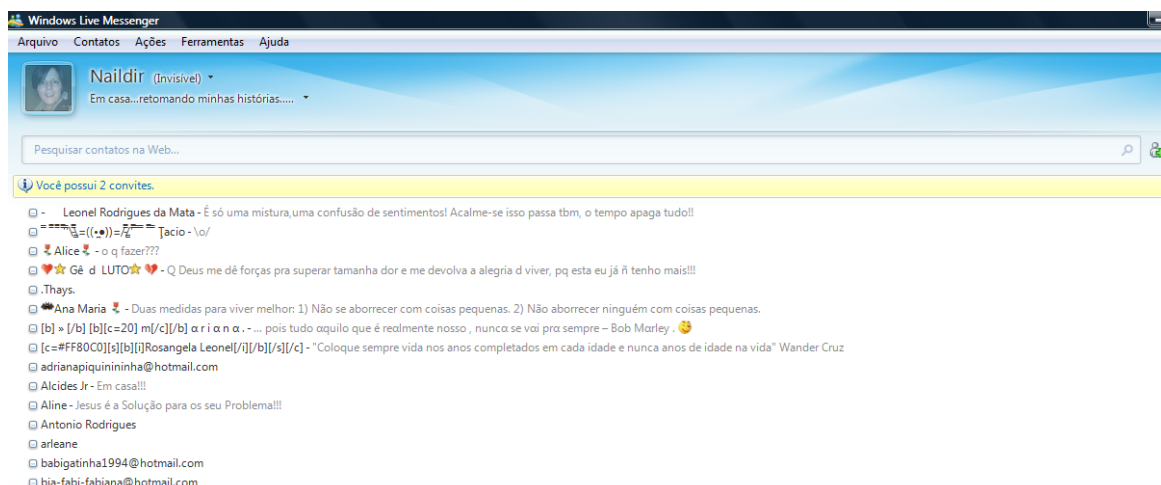 Windows Live Messenger
Arquivo Contatos Ações Ferramentas Ajuda
Naildir (Invisível)
Em casa...retomando minhas histórias.....
Pesquisar contatos na Web...
Você possui 2 convites.
- Leonel Rodrigues da Mata - É só uma mistura,uma confusão de sentimentos! Acalme-se isso passa tbm, o tempo apaga tudo!!
Tacio - \o/
Alice - o q fazer???
Gê d LUTO - Q Deus me dê forças pra superar tamanha dor e me devolva a alegria d viver, pq esta eu já ñ tenho mais!!!
.Thays.
Ana Maria - Duas medidas para viver melhor: 1) Não se aborrecer com coisas pequenas. 2) Não aborrecer ninguém com coisas pequenas.
[b] » [/b] [b][c=20] m[/c][/b] α r i α n α . - ... pois tudo αquilo que é reαlmente nosso , nuncα se vαi prα sempre – Bob Mαrley .
[c=#FF80C0][s][b][i]Rosangela Leonel[/i][/b][/s][/c] - "Coloque sempre vida nos anos completados em cada idade e nunca anos de idade na vida" Wander Cruz
adrianapiquinininha@hotmail.com
Alcides Jr - Em casa!!!
Aline - Jesus é a Solução para os seu Problema!!!
Antonio Rodrigues
arleane
babigatinha1994@hotmail.com
bia-fabi-fabiana@hotmail.com